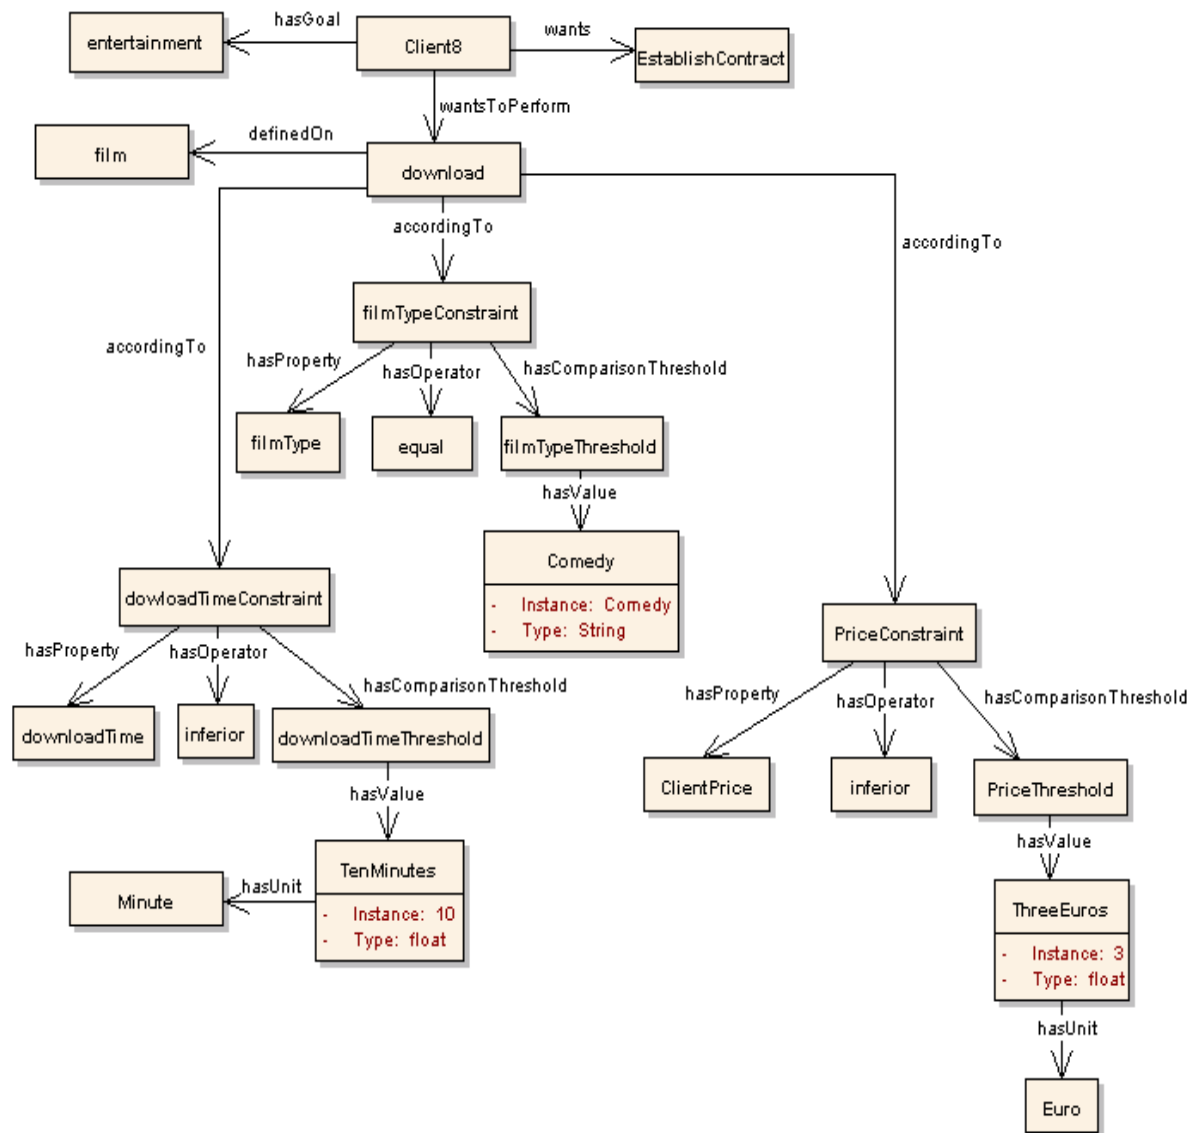 hasGoal
entertainment
Client8
wants
EstablishContract
wantsToPerform
definedOn
film
download
accordingTo
accordingTo
accordingTo
filmTypeConstraint
hasProperty
hasOperator
hasComparisonThreshold
filmType
equal
filmTypeThreshold
hasValue
Comedy
- Instance: Comedy
- Type: String
dowloadTimeConstraint
hasProperty
hasOperator
hasComparisonThreshold
downloadTime
inferior
downloadTimeThreshold
hasValue
TenMinutes
- Instance: 10
- Type: float
hasUnit
Minute
PriceConstraint
hasProperty
hasOperator
hasComparisonThreshold
ClientPrice
inferior
PriceThreshold
hasValue
ThreeEuros
- Instance: 3
- Type: float
hasUnit
Euro